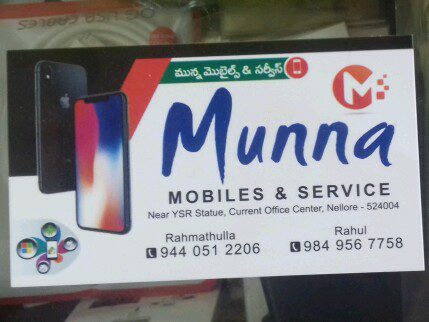 మున్న మొబైల్స్ & సర్వీస్
M
Munna
MOBILES & SERVICE
Near YSR Statue, Current Office Center, Nellore - 524004
Rahmathulla
944 051 2206
Rahul
984 956 7758